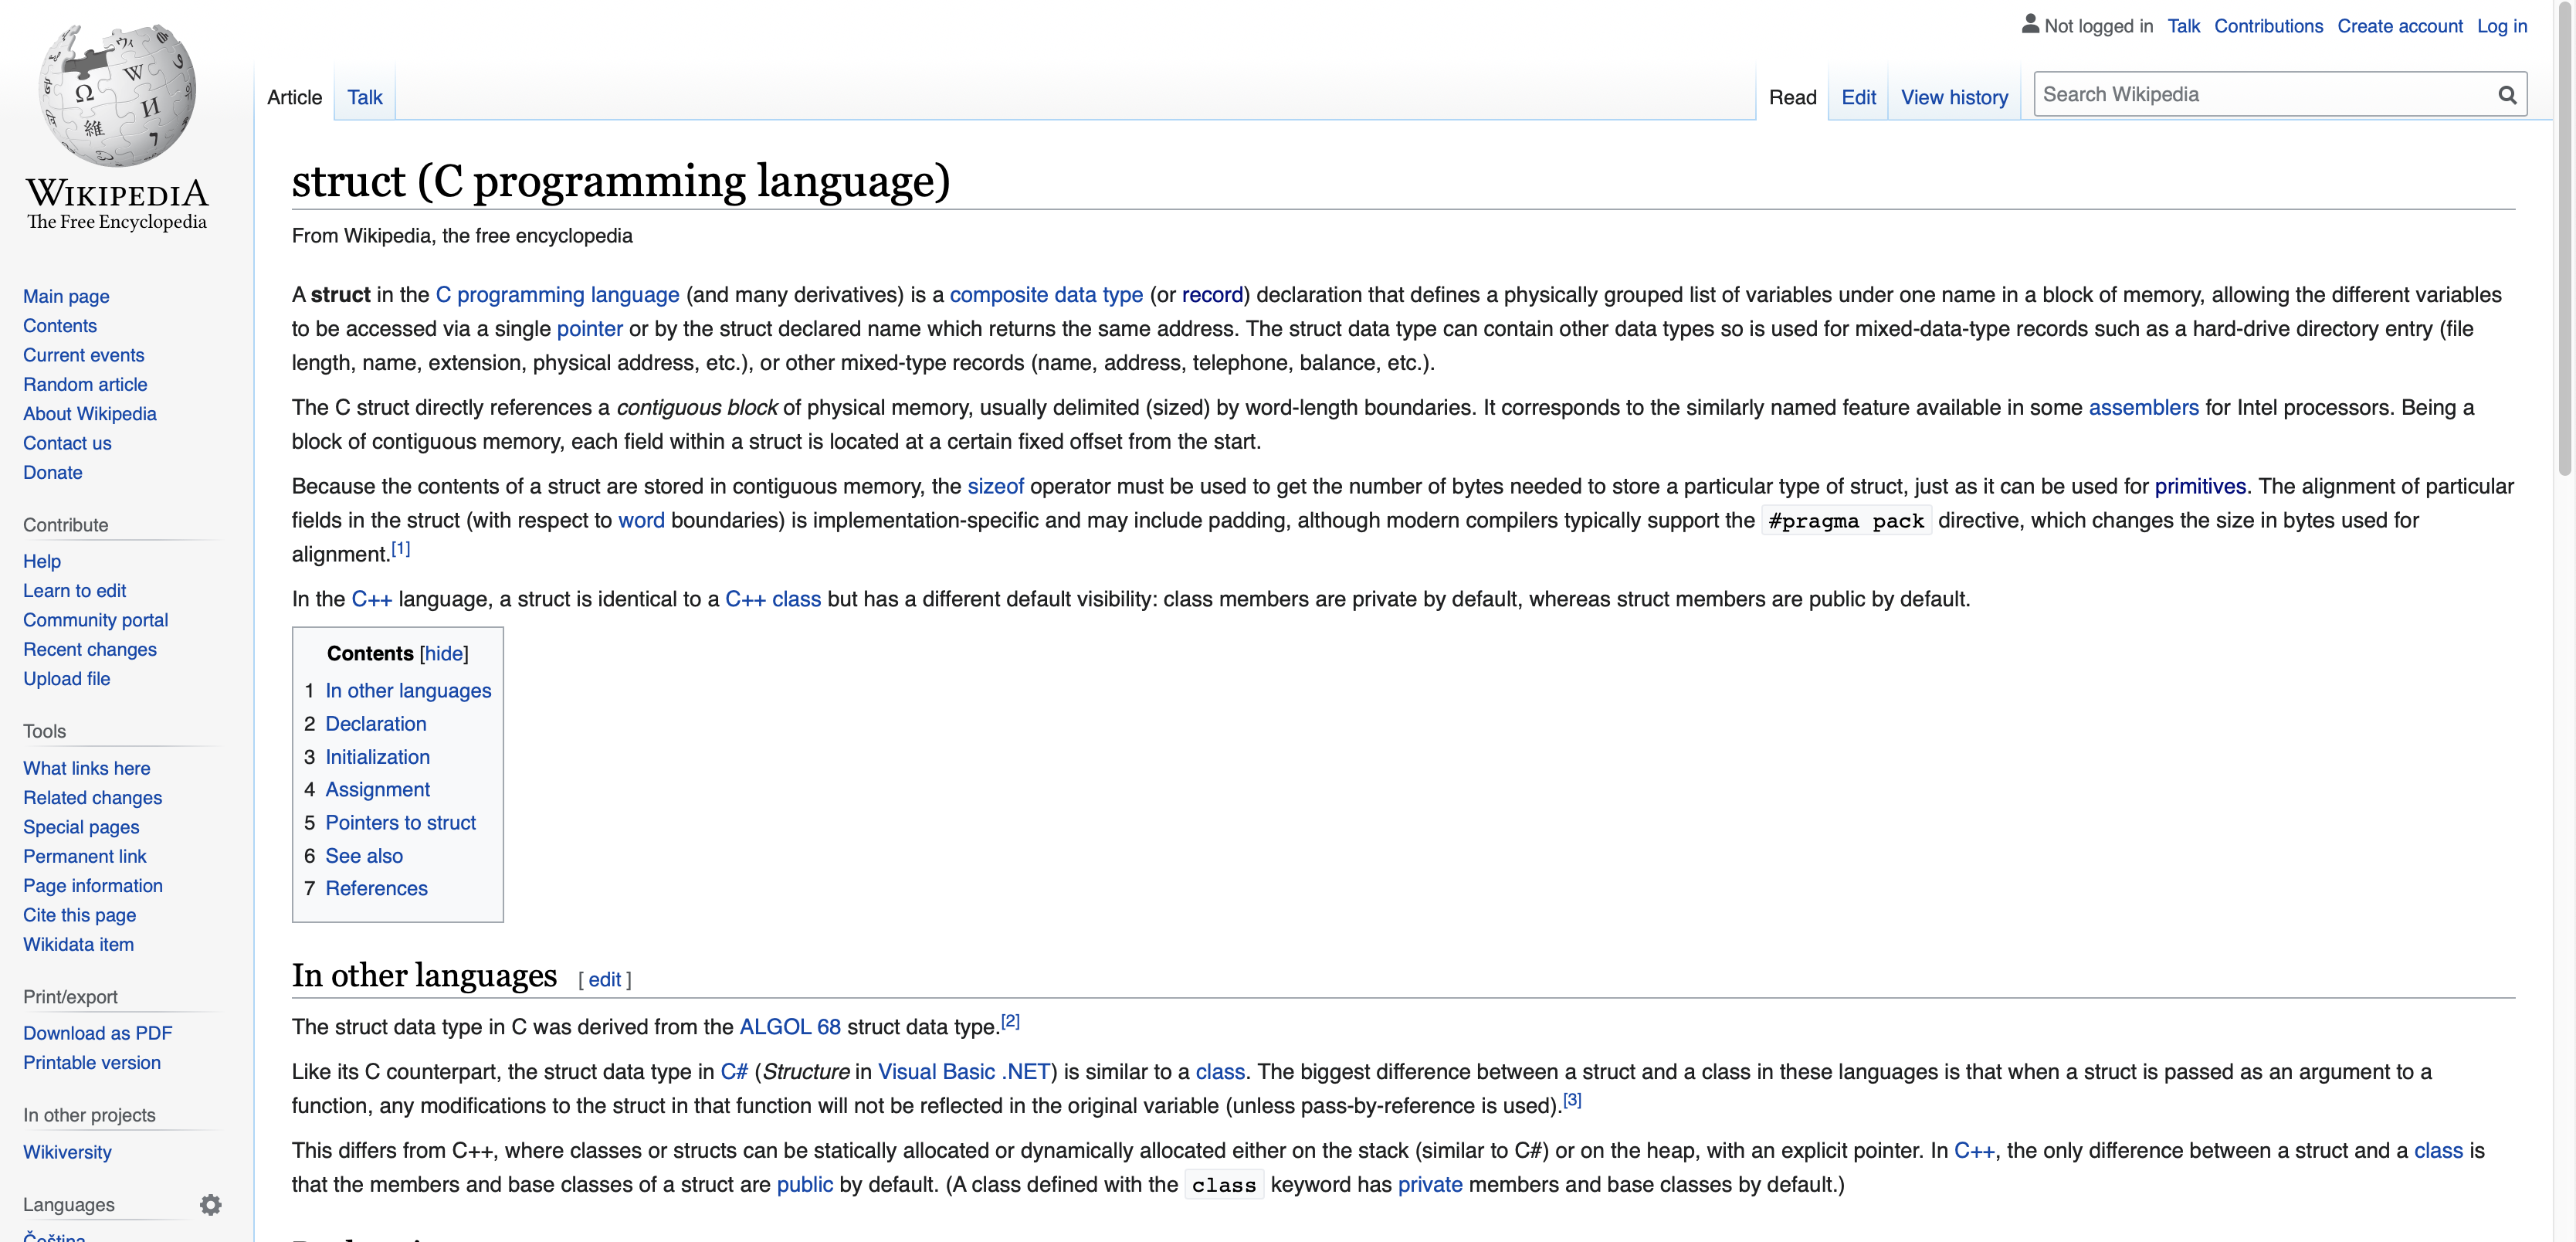 Not logged in Talk Contributions Create account Log in
Article Talk Read Edit View history Search Wikipedia
WIKIPEDIA
The Free Encyclopedia
Main page
Contents
Current events
Random article
About Wikipedia
Contact us
Donate
Contribute
Help
Learn to edit
Community portal
Recent changes
Upload file
Tools
What links here
Related changes
Special pages
Permanent link
Page information
Cite this page
Wikidata item
Print/export
Download as PDF
Printable version
In other projects
Wikiversity
Languages
Čeština
struct (C programming language)
From Wikipedia, the free encyclopedia
A struct in the C programming language (and many derivatives) is a composite data type (or record) declaration that defines a physically grouped list of variables under one name in a block of memory, allowing the different variables
to be accessed via a single pointer or by the struct declared name which returns the same address. The struct data type can contain other data types so is used for mixed-data-type records such as a hard-drive directory entry (file
length, name, extension, physical address, etc.), or other mixed-type records (name, address, telephone, balance, etc.).
The C struct directly references a contiguous block of physical memory, usually delimited (sized) by word-length boundaries. It corresponds to the similarly named feature available in some assemblers for Intel processors. Being a
block of contiguous memory, each field within a struct is located at a certain fixed offset from the start.
Because the contents of a struct are stored in contiguous memory, the sizeof operator must be used to get the number of bytes needed to store a particular type of struct, just as it can be used for primitives. The alignment of particular
fields in the struct (with respect to word boundaries) is implementation-specific and may include padding, although modern compilers typically support the #pragma pack directive, which changes the size in bytes used for
alignment.[1]
In the C++ language, a struct is identical to a C++ class but has a different default visibility: class members are private by default, whereas struct members are public by default.
Contents [hide]
1 In other languages
2 Declaration
3 Initialization
4 Assignment
5 Pointers to struct
6 See also
7 References
In other languages [ edit ]
The struct data type in C was derived from the ALGOL 68 struct data type.[2]
Like its C counterpart, the struct data type in C# (Structure in Visual Basic .NET) is similar to a class. The biggest difference between a struct and a class in these languages is that when a struct is passed as an argument to a
function, any modifications to the struct in that function will not be reflected in the original variable (unless pass-by-reference is used).[3]
This differs from C++, where classes or structs can be statically allocated or dynamically allocated either on the stack (similar to C#) or on the heap, with an explicit pointer. In C++, the only difference between a struct and a class is
that the members and base classes of a struct are public by default. (A class defined with the class keyword has private members and base classes by default.)